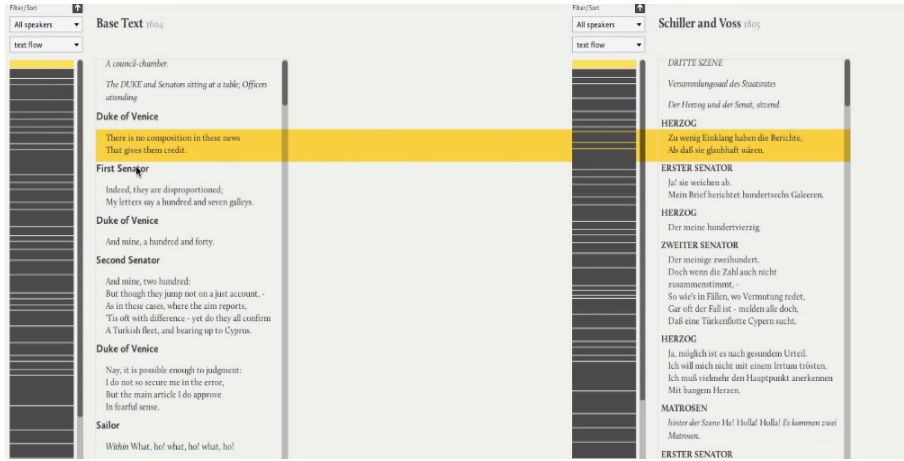 Filter/Sort
All speakers
text flow
Base Text 1604
A council-chamber.
The DUKE and Senators sitting at a table; Officers
attending
Duke of Venice
There is no composition in these news
That gives them credit.
First Senator
Indeed, they are disproportioned;
My letters say a hundred and seven galleys.
Duke of Venice
And mine, a hundred and forty.
Second Senator
And mine, two hundred:
But though they jump not on a just account, -
As in these cases, where the aim reports,
'Tis oft with difference - yet do they all confirm
A Turkish fleet, and bearing up to Cyprus.
Duke of Venice
Nay, it is possible enough to judgment:
I do not so secure me in the error,
But the main article I do approve
In fearful sense.
Sailor
Within What, ho! what, ho! what, ho!
Filter/Sort
All speakers
text flow
Schiller and Voss 1805
DRITTE SZENE
Versammlungssaal des Staatsrates
Der Herzog und der Senat, sitzend.
HERZOG
Zu wenig Einklang haben die Berichte,
Als daß sie glaubhaft wären.
ERSTER SENATOR
Ja! sie weichen ab.
Mein Brief berichtet hundertsechs Galeeren.
HERZOG
Der meine hundertvierzig.
ZWEITER SENATOR
Der meinige zweihundert.
Doch wenn die Zahl auch nicht
zusammenstimmt, -
So wie's in Fällen, wo Vermutung redet,
Gar oft der Fall ist - melden alle doch,
Daß eine Türkenflotte Cypern sucht.
HERZOG
Ja, möglich ist es nach gesundem Urteil.
Ich will mich nicht mit einem Irrtum trösten,
Ich muß vielmehr den Hauptpunkt anerkennen
Mit bangem Herzen.
MATROSEN
hinter der Szene He! Holla! Holla! Es kommen zwei
Matrosen.
ERSTER SENATOR